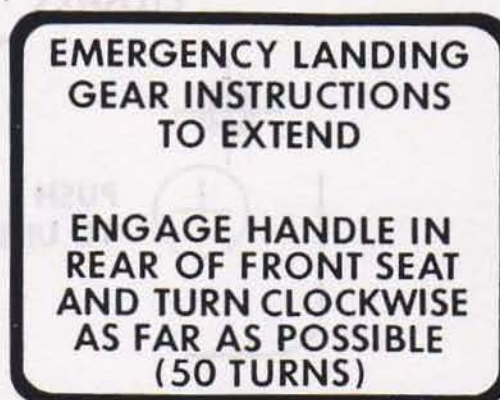 EMERGENCY LANDING
GEAR INSTRUCTIONS
TO EXTEND
ENGAGE HANDLE IN
REAR OF FRONT SEAT
AND TURN CLOCKWISE
AS FAR AS POSSIBLE
(50 TURNS)
PUSH